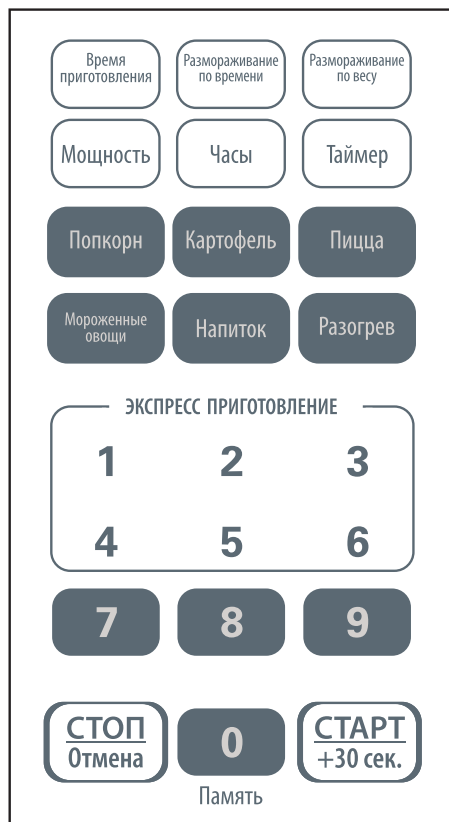 Время
приготовления
Размораживание
по времени
Размораживание
по весу
Мощность
Часы
Таймер
Попкорн
Картофель
Пицца
Мороженные
овощи
Напиток
Разогрев
ЭКСПРЕСС ПРИГОТОВЛЕНИЕ
1 2 3
4 5 6
7 8 9
СТОП
Отмена
0
СТАРТ
+30 сек.
Память